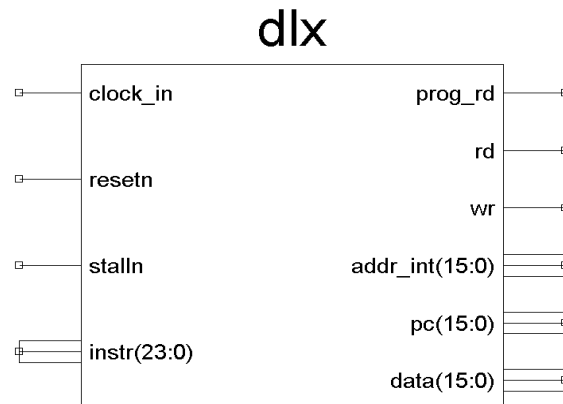 dlx
clock_in
prog_rd
rd
resetn
wr
stalln
addr_int(15:0)
pc(15:0)
instr(23:0)
data(15:0)